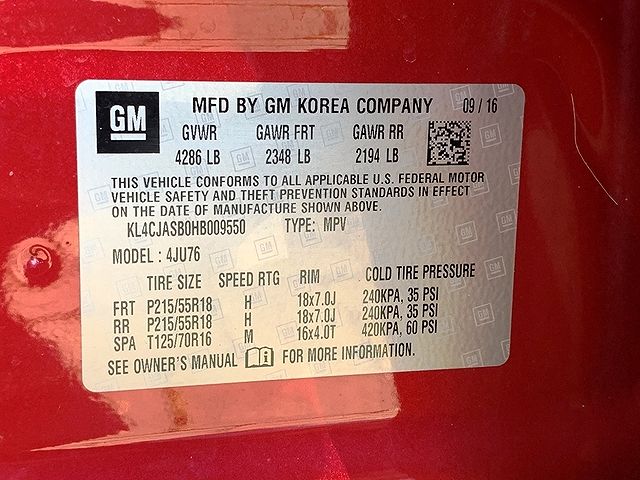 GM MFD BY GM KOREA COMPANY 09 / 16
GVWR GAWR FRT GAWR RR
4286 LB 2348 LB 2194 LB
THIS VEHICLE CONFORMS TO ALL APPLICABLE U.S. FEDERAL MOTOR
VEHICLE SAFETY AND THEFT PREVENTION STANDARDS IN EFFECT
ON THE DATE OF MANUFACTURE SHOWN ABOVE.
KL4CJASB0HB009550 TYPE: MPV
MODEL : 4JU76
TIRE SIZE SPEED RTG RIM COLD TIRE PRESSURE
FRT P215/55R18 H 18x7.0J 240KPA, 35 PSI
RR P215/55R18 H 18x7.0J 240KPA, 35 PSI
SPA T125/70R16 M 16x4.0T 420KPA, 60 PSI
SEE OWNER'S MANUAL FOR MORE INFORMATION.